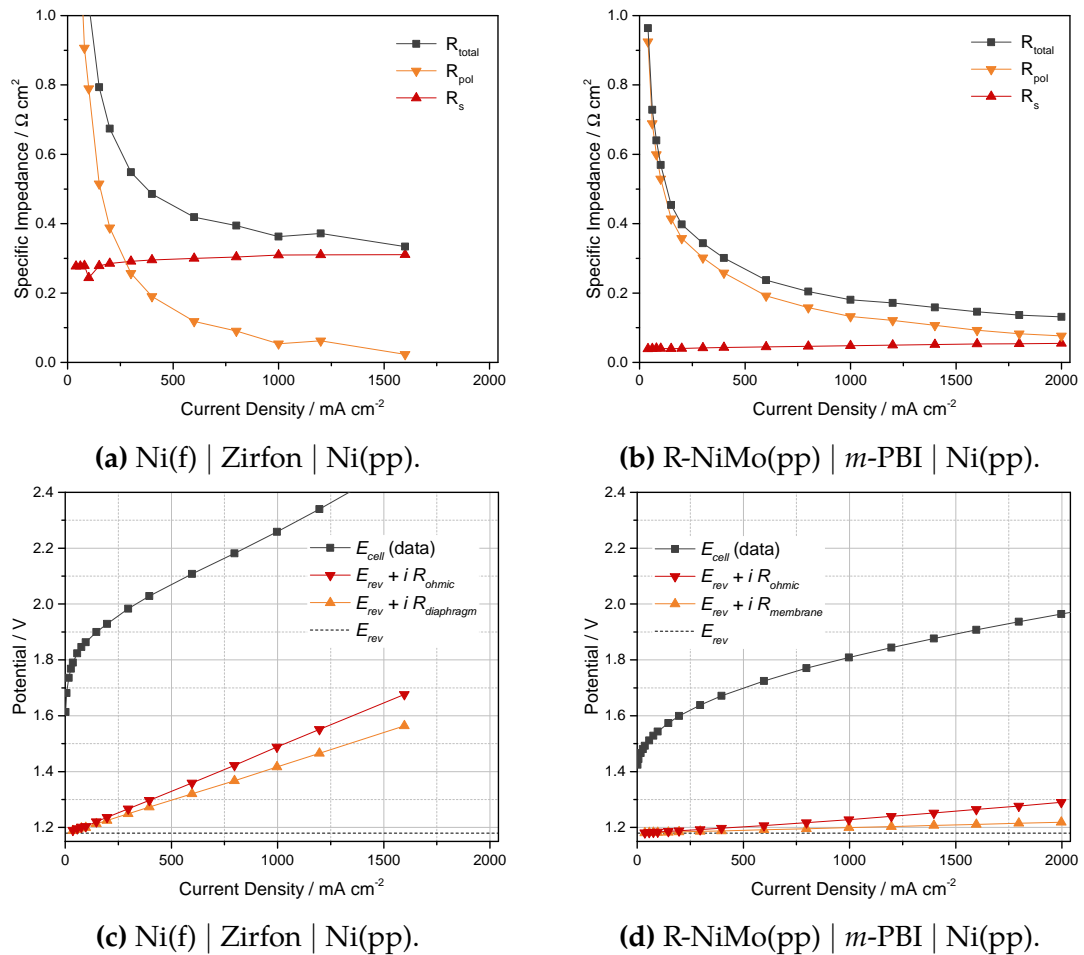 1.0
0.8
0.6
0.4
0.2
0.0
Specific Impedance / Ω cm²
R_total
R_pol
R_s
0 500 1000 1500 2000
Current Density / mA cm⁻²
(a) Ni(f) | Zirfon | Ni(pp).
1.0
0.8
0.6
0.4
0.2
0.0
Specific Impedance / Ω cm²
R_total
R_pol
R_s
0 500 1000 1500 2000
Current Density / mA cm⁻²
(b) R-NiMo(pp) | m-PBI | Ni(pp).
2.4
2.2
2.0
1.8
1.6
1.4
1.2
Potential / V
E_cell (data)
E_rev + i R_ohmic
E_rev + i R_diaphragm
E_rev
0 500 1000 1500 2000
Current Density / mA cm⁻²
(c) Ni(f) | Zirfon | Ni(pp).
2.4
2.2
2.0
1.8
1.6
1.4
1.2
Potential / V
E_cell (data)
E_rev + i R_ohmic
E_rev + i R_membrane
E_rev
0 500 1000 1500 2000
Current Density / mA cm⁻²
(d) R-NiMo(pp) | m-PBI | Ni(pp).